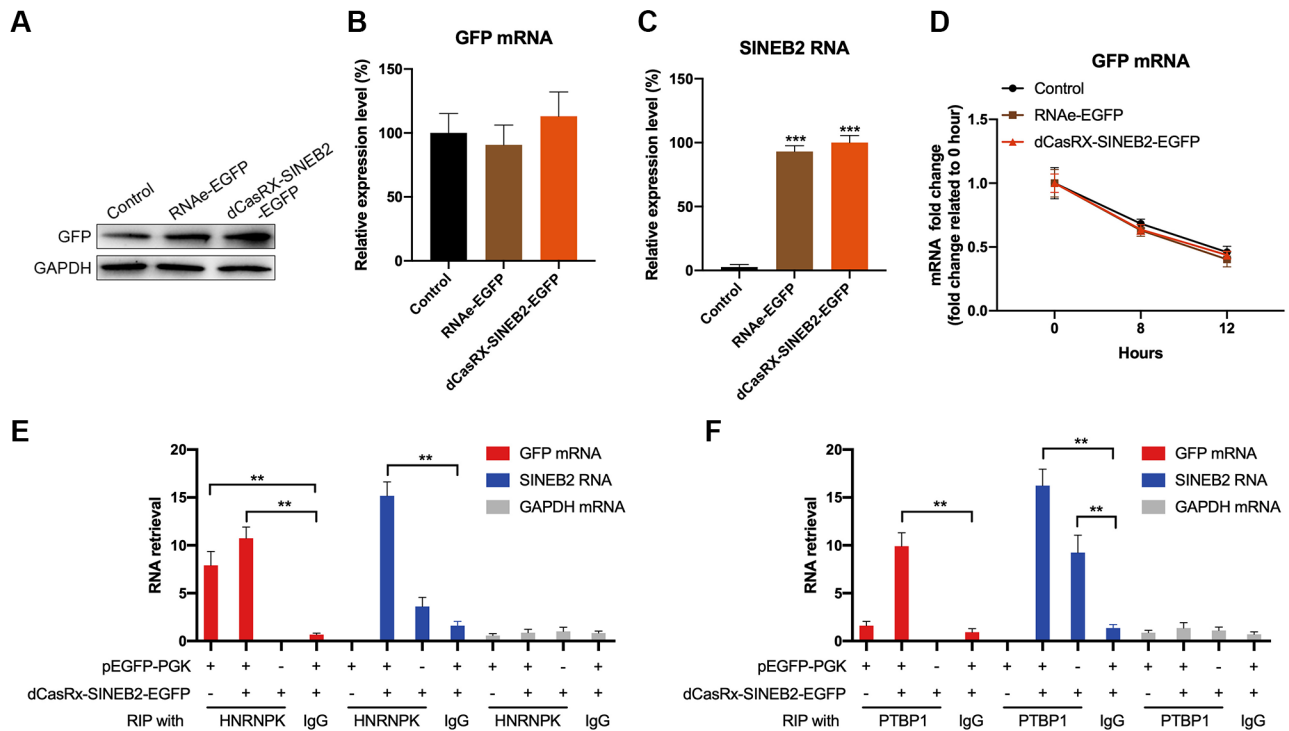 A
Control
RNAe-EGFP
dCasRX-SINEB2
-EGFP
GFP
GAPDH
B
GFP mRNA
Relative expression level (%)
150
100
50
0
Control
RNAe-EGFP
dCasRX-SINEB2-EGFP
C
SINEB2 RNA
Relative expression level (%)
150
100
50
0
***
***
Control
RNAe-EGFP
dCasRX-SINEB2-EGFP
D
GFP mRNA
Control
RNAe-EGFP
dCasRX-SINEB2-EGFP
mRNA fold change
(fold change related to 0 hour)
1.5
1.0
0.5
0.0
0 8 12
Hours
E
RNA retrieval
20
15
10
5
0
** ** **
GFP mRNA
SINEB2 RNA
GAPDH mRNA
pEGFP-PGK + + - + + + - + + + - +
dCasRx-SINEB2-EGFP - + + + - + + + - + + +
RIP with HNRNPK IgG HNRNPK IgG HNRNPK IgG
F
RNA retrieval
20
15
10
5
0
** ** **
GFP mRNA
SINEB2 RNA
GAPDH mRNA
pEGFP-PGK + + - + + + - + + + - +
dCasRx-SINEB2-EGFP - + + + - + + + - + + +
RIP with PTBP1 IgG PTBP1 IgG PTBP1 IgG